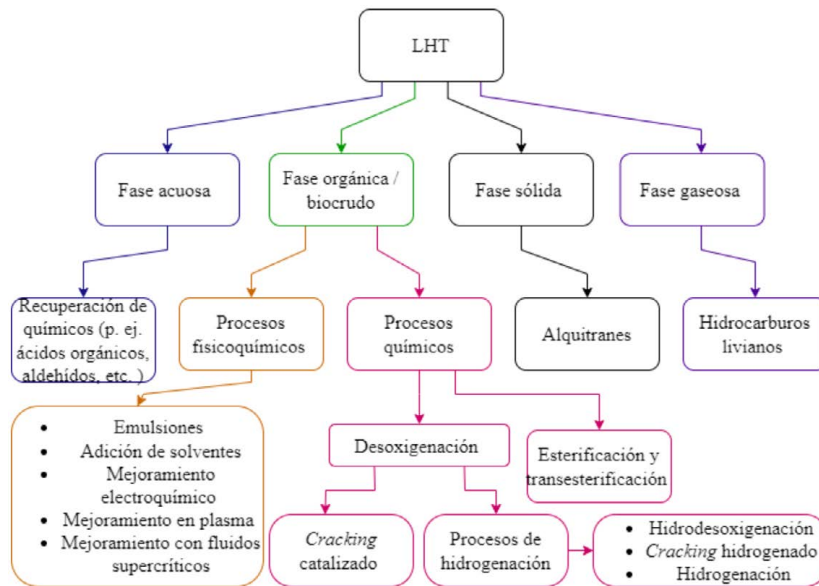 LHT
Fase acuosa
Fase orgánica /
biocrudo
Fase sólida
Fase gaseosa
Recuperación de
químicos (p. ej.
ácidos orgánicos,
aldehídos, etc. )
Procesos
físicoquímicos
Procesos
químicos
Alquitranes
Hidrocarburos
livianos
• Emulsiones
• Adición de solventes
• Mejoramiento
electroquímico
• Mejoramiento en plasma
• Mejoramiento con fluidos
supercríticos
Desoxigenación
Esterificación y
transesterificación
Cracking
catalizado
Procesos de
hidrogenación
• Hidrodesoxigenación
• Cracking hidrogenado
• Hidrogenación